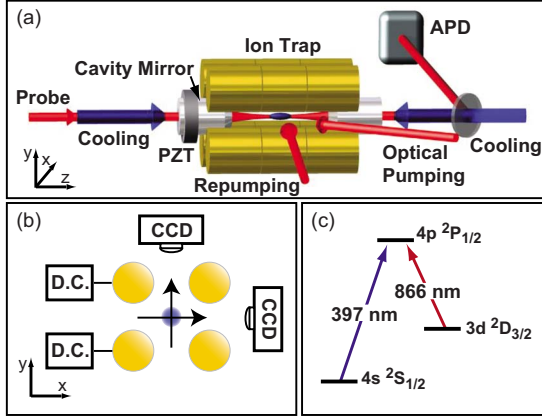 (a)
Ion Trap
APD
Cavity Mirror
Probe
Cooling
PZT
Cooling
Optical
Pumping
Repumping
y
x
z
(b)
CCD
D.C.
CCD
D.C.
y
x
(c)
4p ²P₁/₂
866 nm
397 nm
3d ²D₃/₂
4s ²S₁/₂